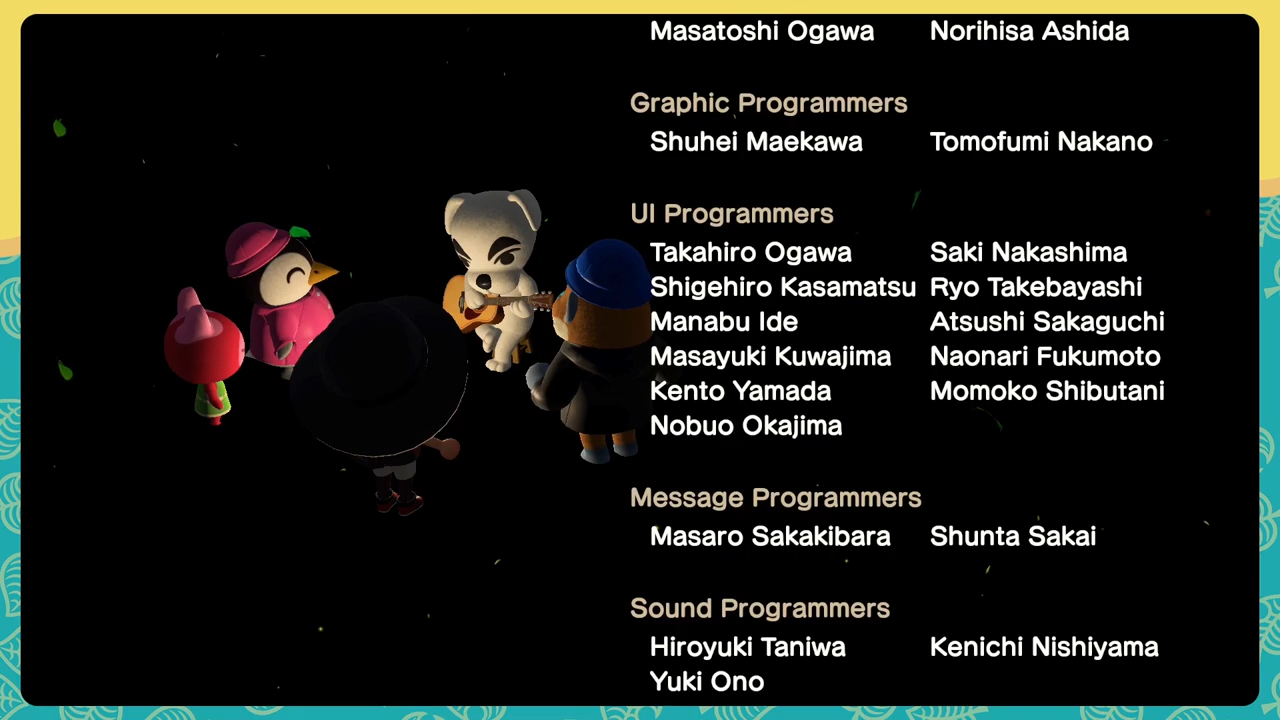 Masatoshi Ogawa Norihisa Ashida
Graphic Programmers
Shuhei Maekawa Tomofumi Nakano
UI Programmers
Takahiro Ogawa Saki Nakashima
Shigehiro Kasamatsu Ryo Takebayashi
Manabu Ide Atsushi Sakaguchi
Masayuki Kuwajima Naonari Fukumoto
Kento Yamada Momoko Shibutani
Nobuo Okajima
Message Programmers
Masaro Sakakibara Shunta Sakai
Sound Programmers
Hiroyuki Taniwa Kenichi Nishiyama
Yuki Ono